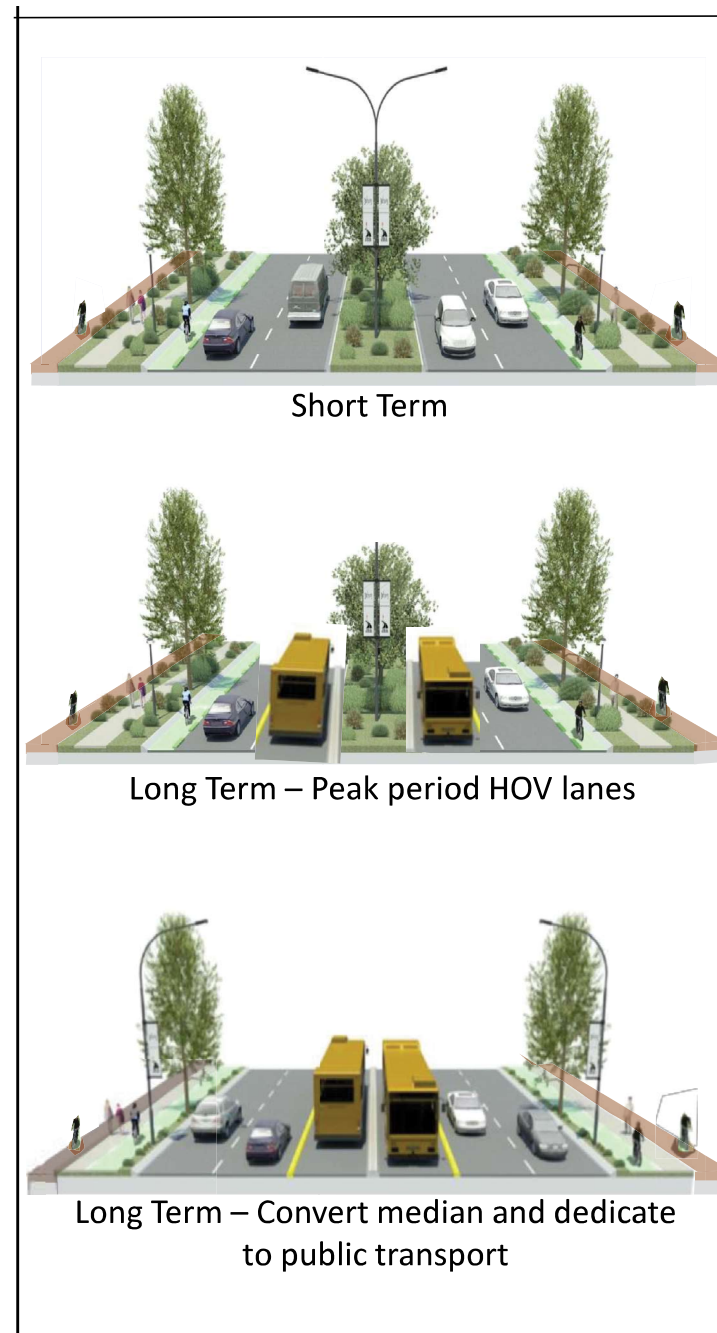 Short Term
Long Term – Peak period HOV lanes
Long Term – Convert median and dedicate
to public transport